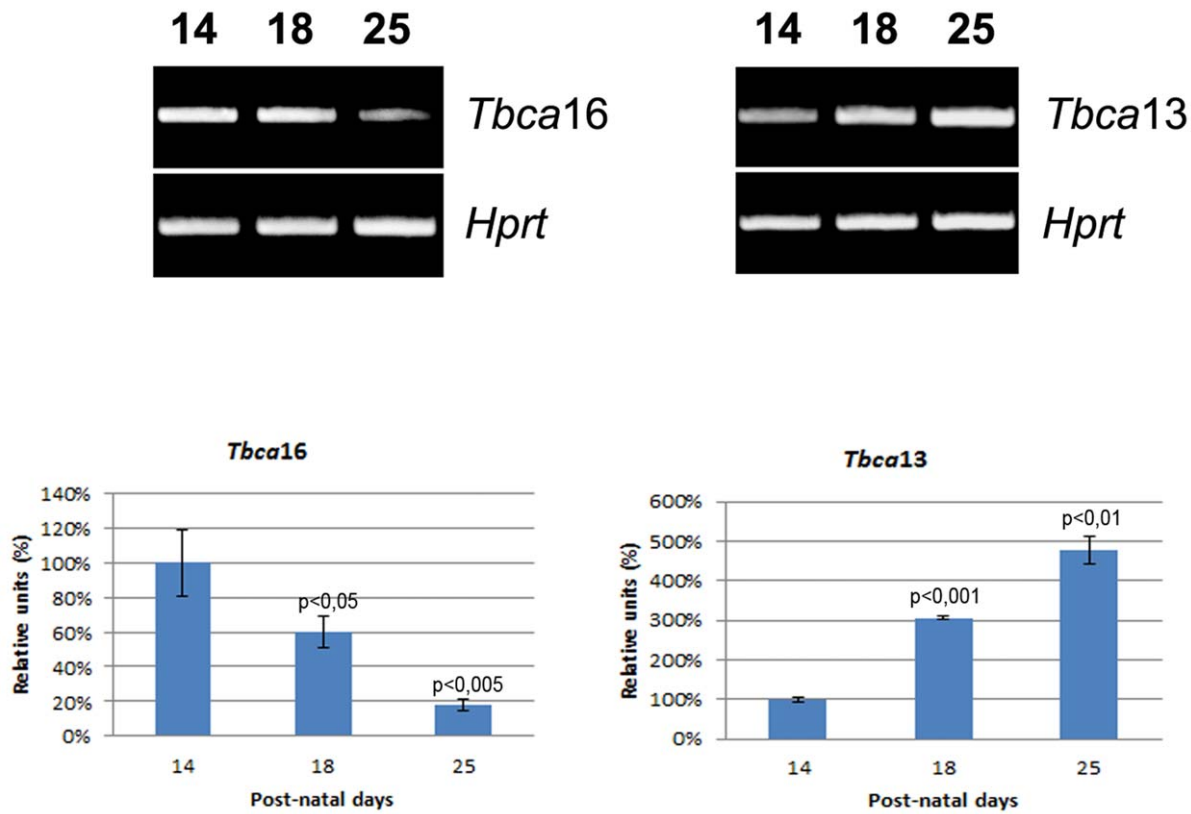 14 18 25
Tbca16
Hprt
14 18 25
Tbca13
Hprt
Tbca16
Relative units (%)
140%
120%
100%
80%
60%
40%
20%
0%
p<0,05
p<0,005
14 18 25
Post-natal days
Tbca13
Relative units (%)
600%
500%
400%
300%
200%
100%
0%
p<0,001
p<0,01
14 18 25
Post-natal days